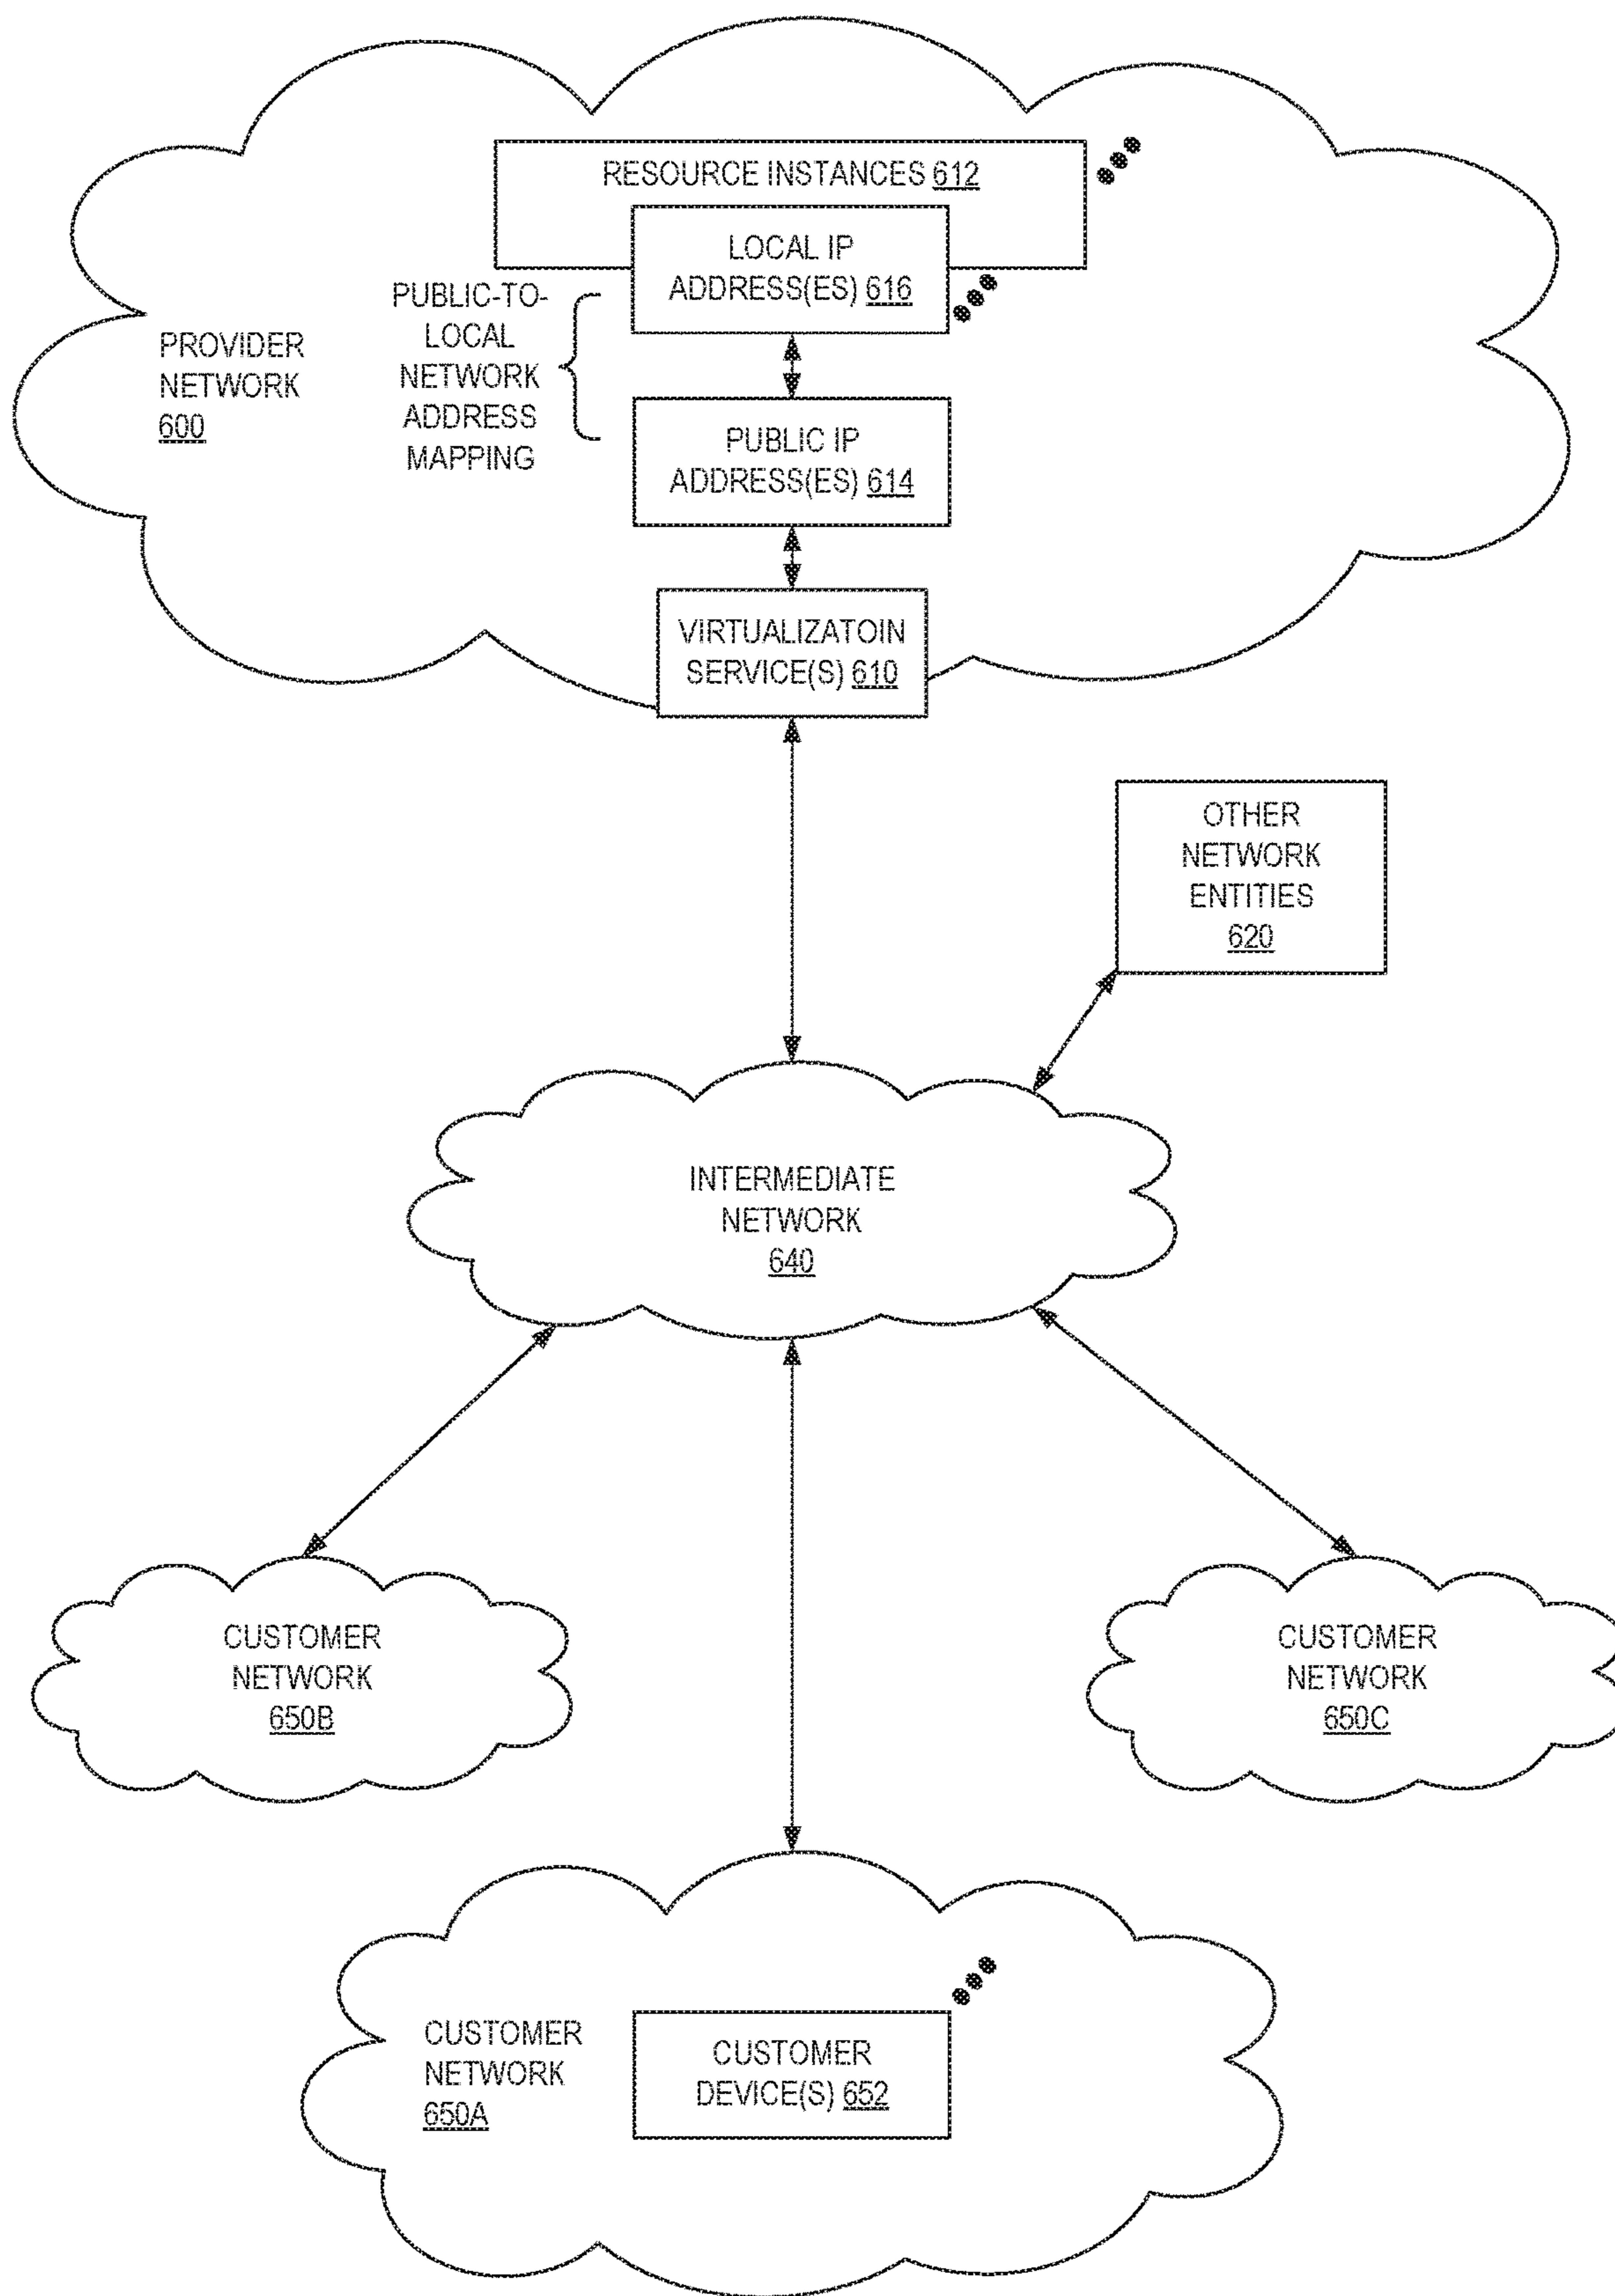 RESOURCE INSTANCES 612
LOCAL IP
ADDRESS(ES) 616
PUBLIC-TO-
LOCAL
NETWORK
ADDRESS
MAPPING
PROVIDER
NETWORK
600
PUBLIC IP
ADDRESS(ES) 614
VIRTUALIZATOIN
SERVICE(S) 610
OTHER
NETWORK
ENTITIES
620
INTERMEDIATE
NETWORK
640
CUSTOMER
NETWORK
650B
CUSTOMER
NETWORK
650C
CUSTOMER
NETWORK
650A
CUSTOMER
DEVICE(S) 652